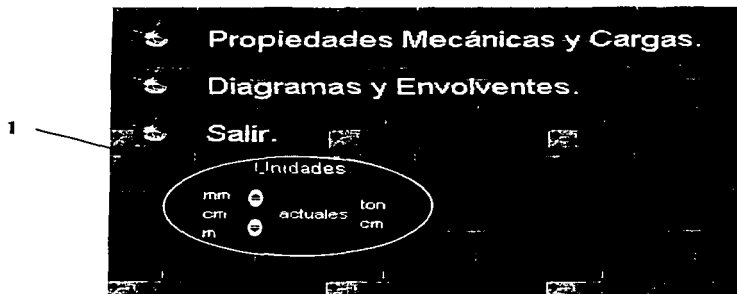 Propiedades Mecánicas y Cargas.
Diagramas y Envolventes.
1
Salir.
Unidades
mm
cm
m
actuales
ton
cm